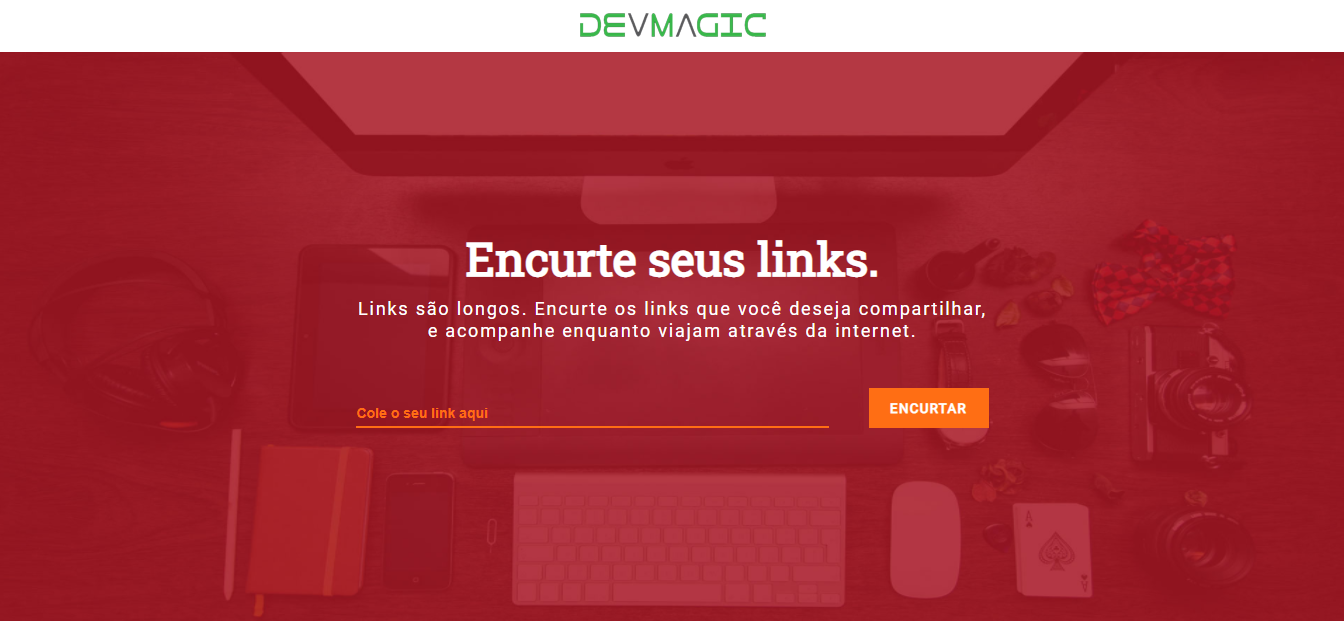 DEVMAGIC
Encurte seus links.
Links são longos. Encurte os links que você deseja compartilhar,
e acompanhe enquanto viajam através da internet.
Cole o seu link aqui
ENCURTAR
A
A